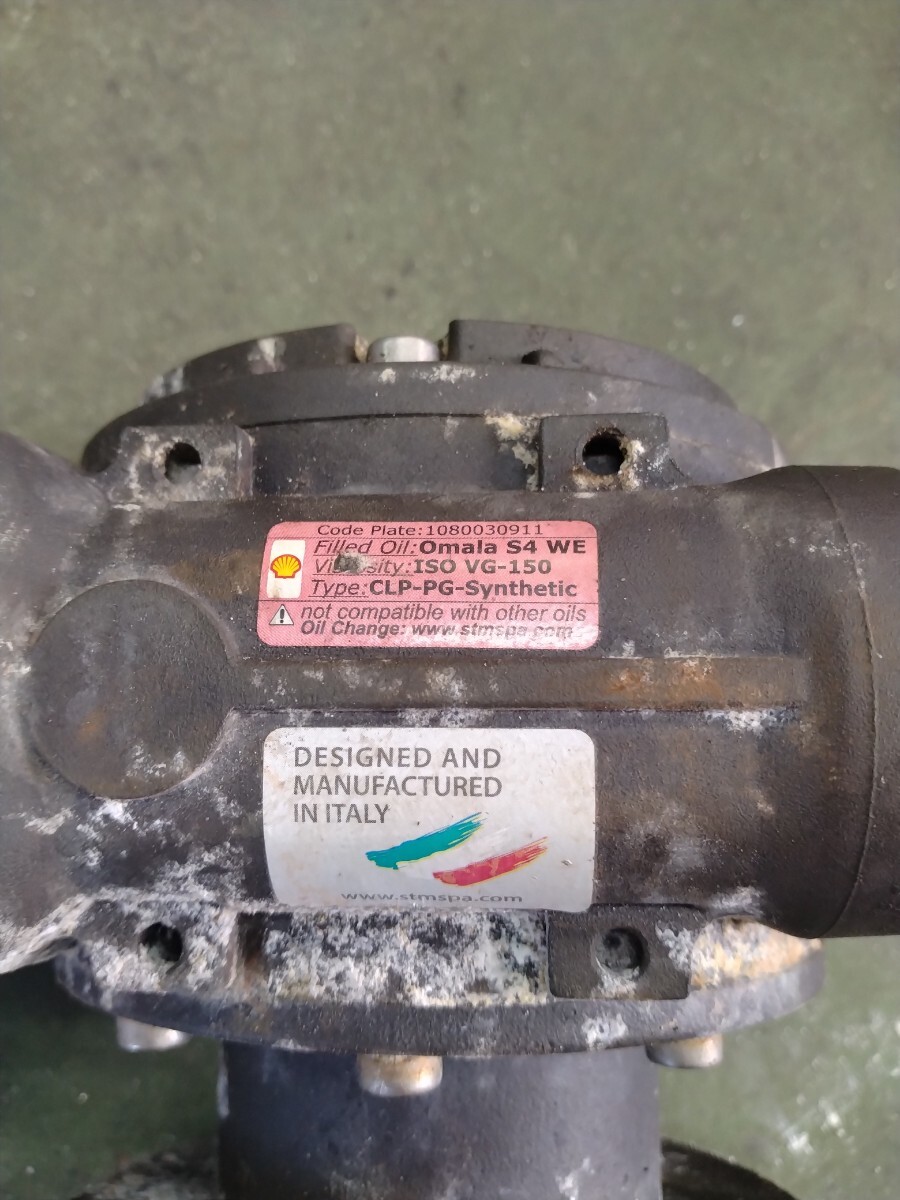 Code Plate:1080030911
Filled Oil:Omala S4 WE
ISO VG-150
Type:CLP-PG-Synthetic
not compatible with other oils
Oil Change: www.stmspa.com
DESIGNED AND
MANUFACTURED
IN ITALY
www.stmspa.com